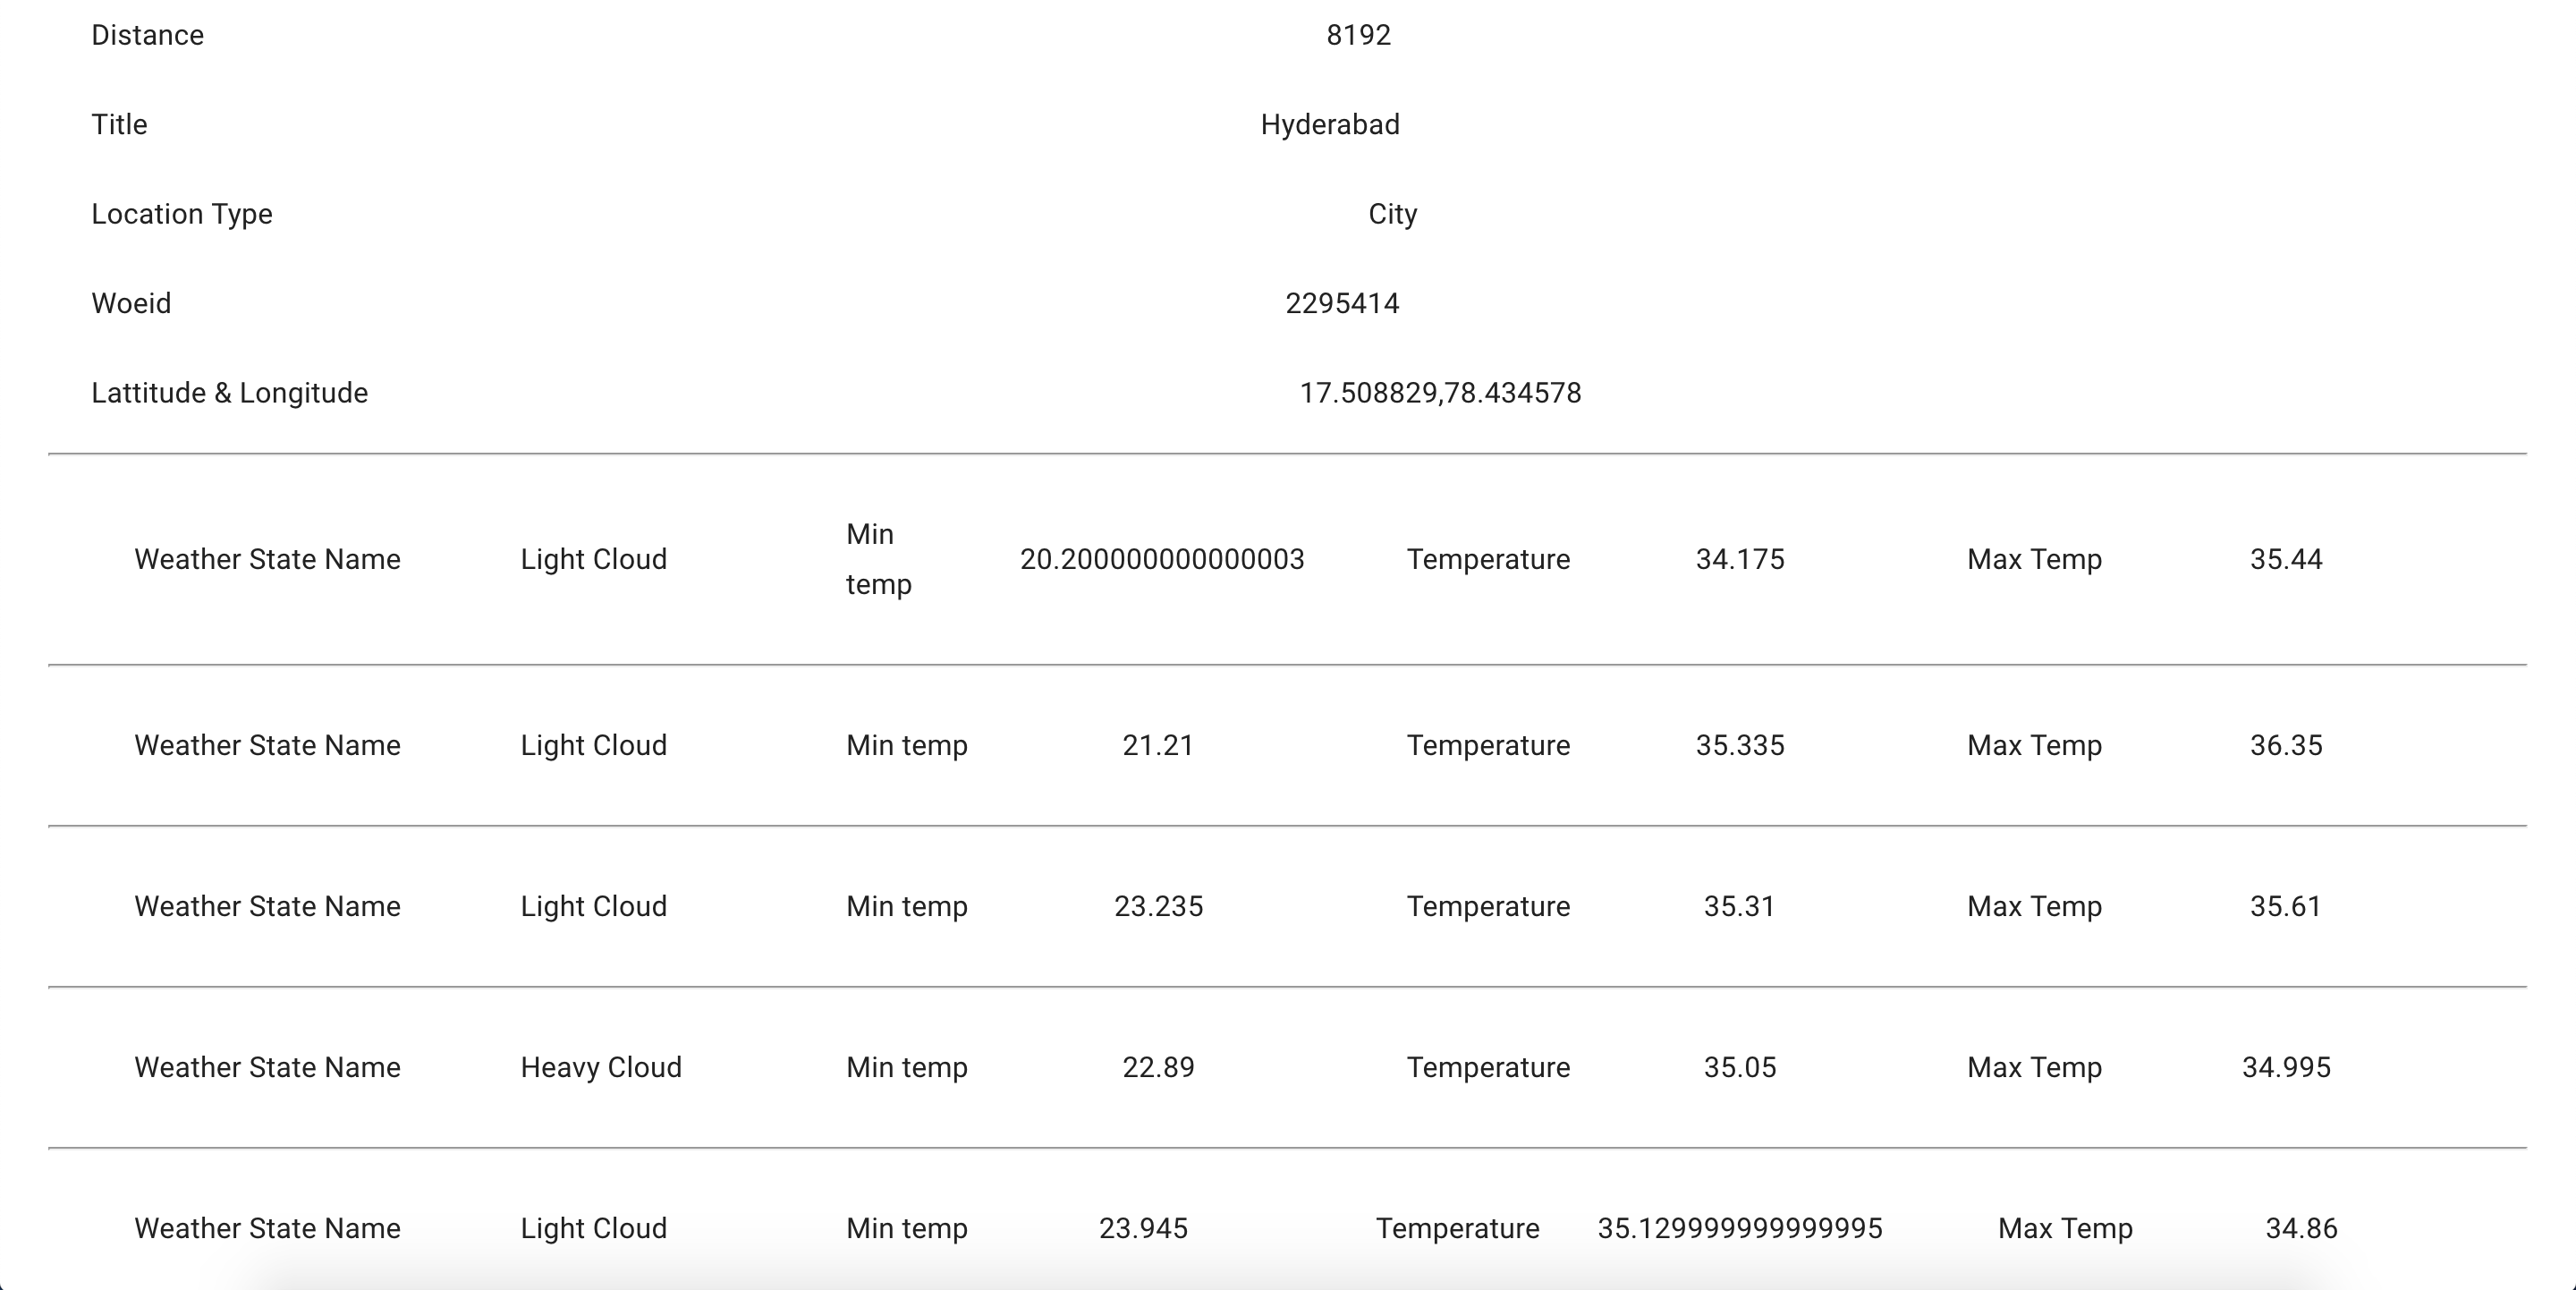 Distance 8192
Title Hyderabad
Location Type City
Woeid 2295414
Lattitude & Longitude 17.508829,78.434578
Weather State Name Light Cloud Min temp 20.200000000000003 Temperature 34.175 Max Temp 35.44
Weather State Name Light Cloud Min temp 21.21 Temperature 35.335 Max Temp 36.35
Weather State Name Light Cloud Min temp 23.235 Temperature 35.31 Max Temp 35.61
Weather State Name Heavy Cloud Min temp 22.89 Temperature 35.05 Max Temp 34.995
Weather State Name Light Cloud Min temp 23.945 Temperature 35.129999999999995 Max Temp 34.86